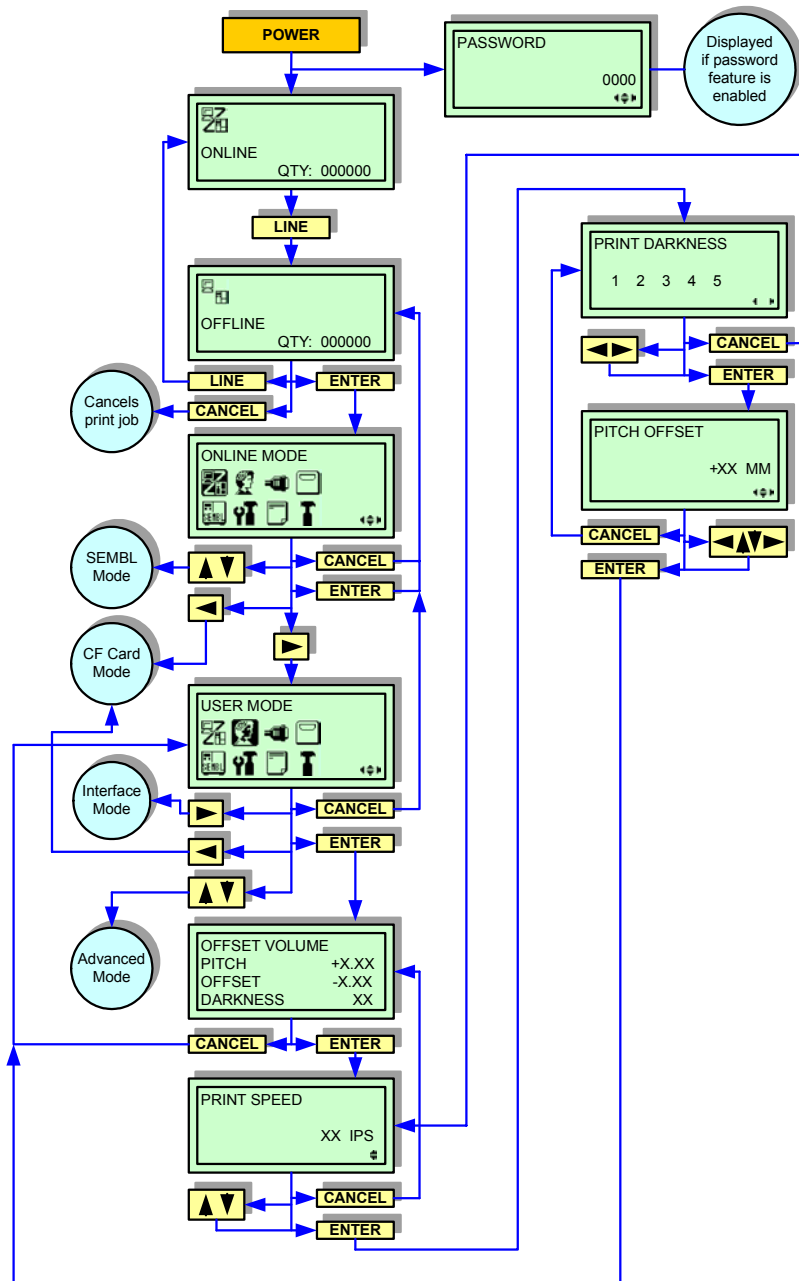 POWER
PASSWORD
0000
Displayed
if password
feature is
enabled
ONLINE
QTY: 000000
LINE
OFFLINE
QTY: 000000
LINE
ENTER
CANCEL
Cancels
print job
ONLINE MODE
SEMBL
SEMBL
Mode
CANCEL
ENTER
CF Card
Mode
USER MODE
SEMBL
Interface
Mode
CANCEL
ENTER
Advanced
Mode
OFFSET VOLUME
PITCH +X.XX
OFFSET -X.XX
DARKNESS XX
CANCEL
ENTER
PRINT SPEED
XX IPS
CANCEL
ENTER
PRINT DARKNESS
1 2 3 4 5
CANCEL
ENTER
PITCH OFFSET
+XX MM
CANCEL
ENTER